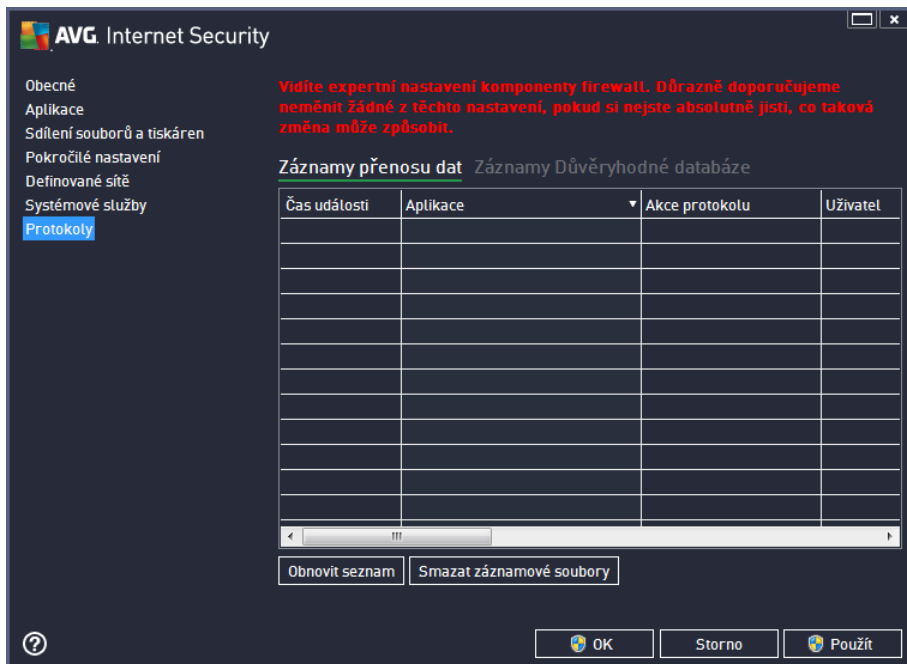 AVG. Internet Security
Obecné
Aplikace
Sdílení souborů a tiskáren
Pokročilé nastavení
Definované sítě
Systémové služby
Protokoly
Vidíte expertní nastavení komponenty firewall. Důrazně doporučujeme
neměnit žádné z těchto nastavení, pokud si nejste absolutně jisti, co taková
změna může způsobit.
Záznamy přenosu dat Záznamy Důvěryhodné databáze
Čas události Aplikace Akce protokolu Uživatel
Obnovit seznam Smazat záznamové soubory
OK Storno Použít